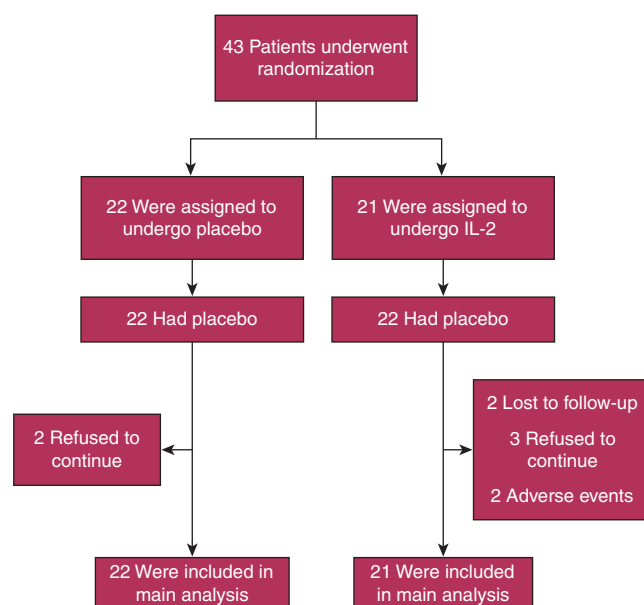 43 Patients underwent
randomization
22 Were assigned to
undergo placebo
21 Were assigned to
undergo IL-2
22 Had placebo
22 Had placebo
2 Refused to
continue
2 Lost to follow-up
3 Refused to
continue
2 Adverse events
22 Were included in
main analysis
21 Were included in
main analysis